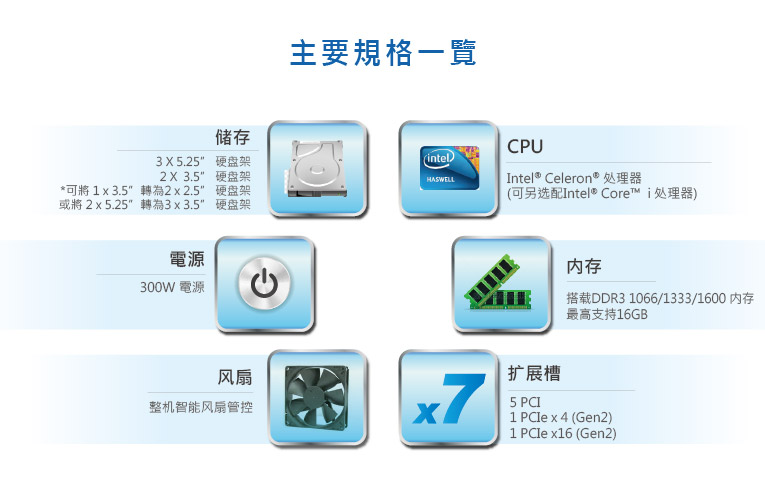 主要規格一覽
儲存
3 X 5.25” 硬盘架
2 X 3.5” 硬盘架
*可將 1 x 3.5” 轉為2 x 2.5” 硬盘架
或將 2 x 5.25” 轉為3 x 3.5” 硬盘架
intel
HASWELL
CPU
Intel® Celeron® 处理器
(可另选配Intel® Core™ i 处理器)
電源
300W 電源
内存
搭载DDR3 1066/1333/1600 内存
最高支持16GB
风扇
整机智能风扇管控
x7
扩展槽
5 PCI
1 PCIe x 4 (Gen2)
1 PCIe x16 (Gen2)